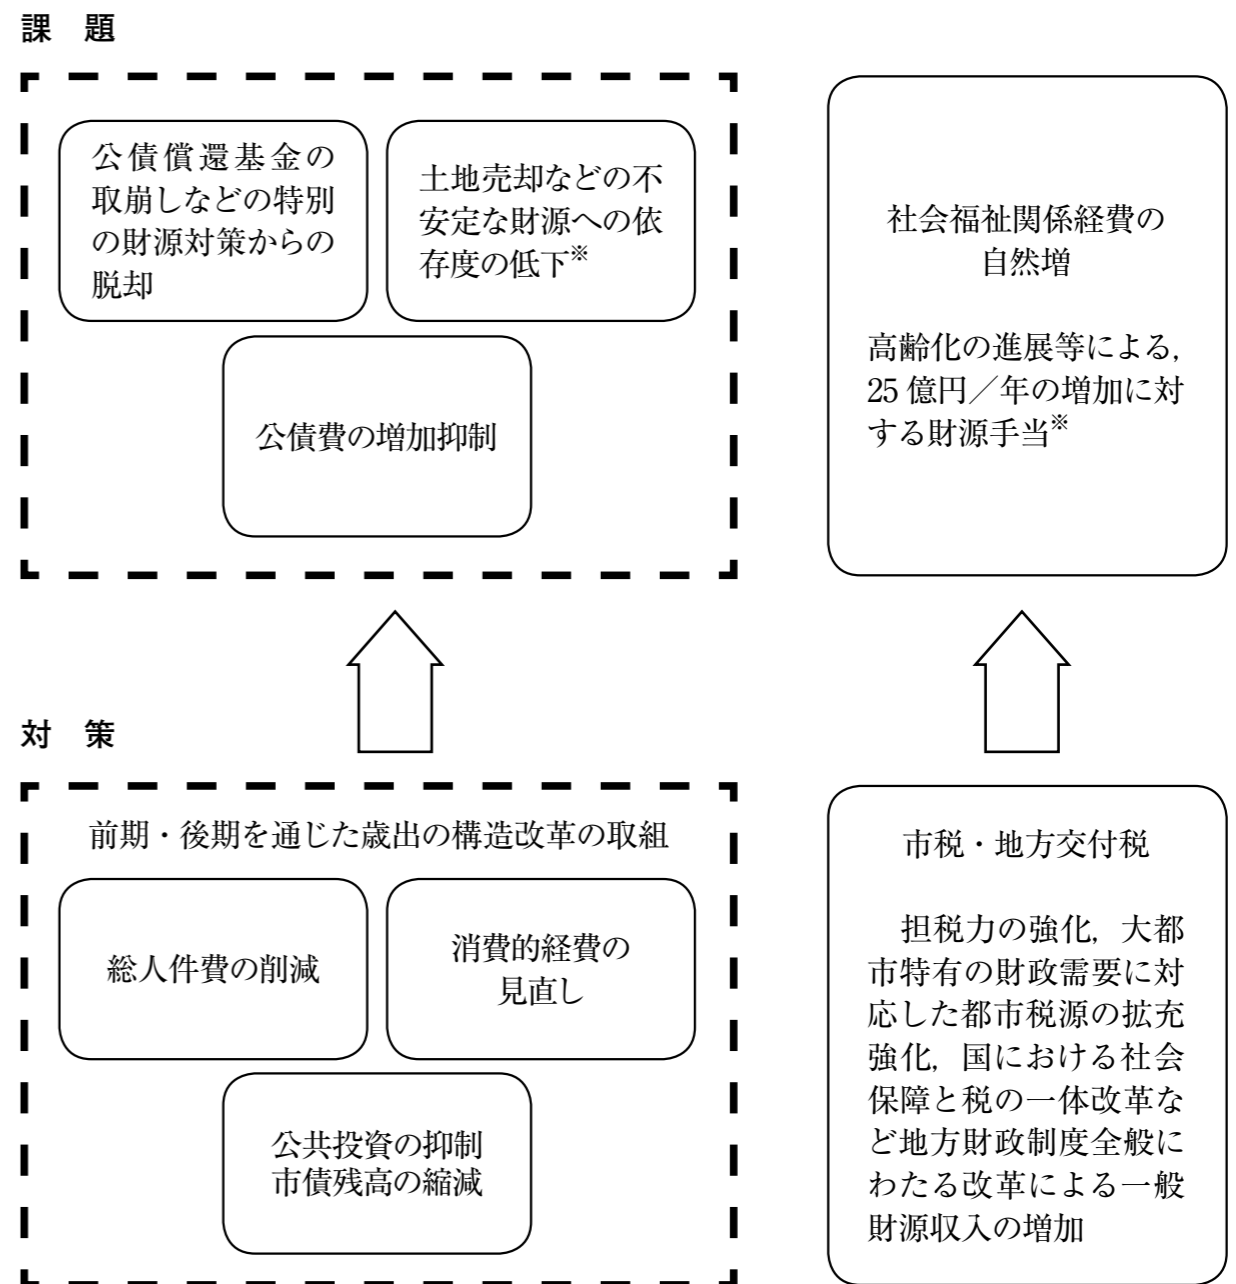 課　題
公債償還基金の
取崩しなどの特別
の財源対策からの
脱却
土地売却などの不
安定な財源への依
存度の低下※
公債費の増加抑制
社会福祉関係経費の
自然増
高齢化の進展等による,
25億円／年の増加に対
する財源手当※
対　策
前期・後期を通じた歳出の構造改革の取組
総人件費の削減
消費的経費の
見直し
公共投資の抑制
市債残高の縮減
市税・地方交付税
　担税力の強化, 大都
市特有の財政需要に対
応した都市税源の拡充
強化, 国における社会
保障と税の一体改革な
ど地方財政制度全般に
わたる改革による一般
財源収入の増加